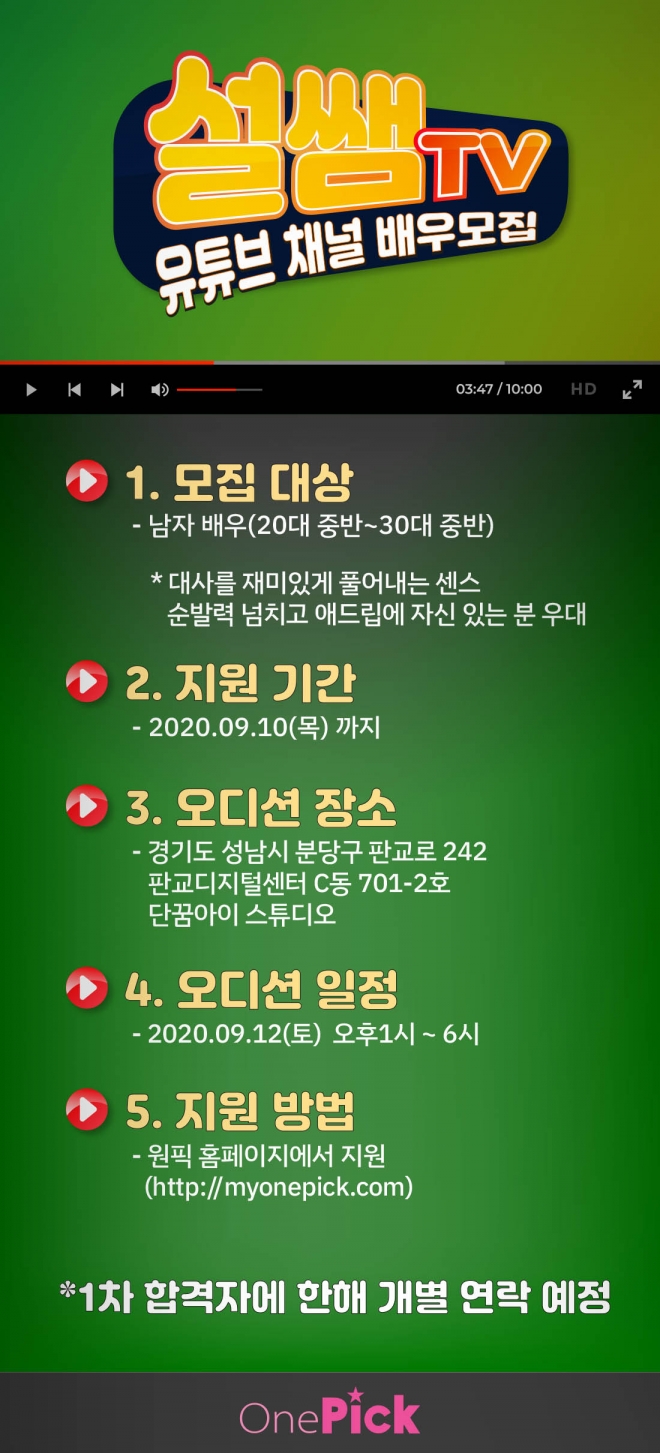 설쌤TV
유튜브 채널 배우모집
03:47 / 10:00 HD
1. 모집 대상
- 남자 배우(20대 중반~30대 중반)
* 대사를 재미있게 풀어내는 센스
순발력 넘치고 애드립에 자신 있는 분 우대
2. 지원 기간
- 2020.09.10(목) 까지
3. 오디션 장소
- 경기도 성남시 분당구 판교로 242
판교디지털센터 C동 701-2호
단꿈아이 스튜디오
4. 오디션 일정
- 2020.09.12(토) 오후1시 ~ 6시
5. 지원 방법
- 원픽 홈페이지에서 지원
(http://myonepick.com)
*1차 합격자에 한해 개별 연락 예정
OnePick